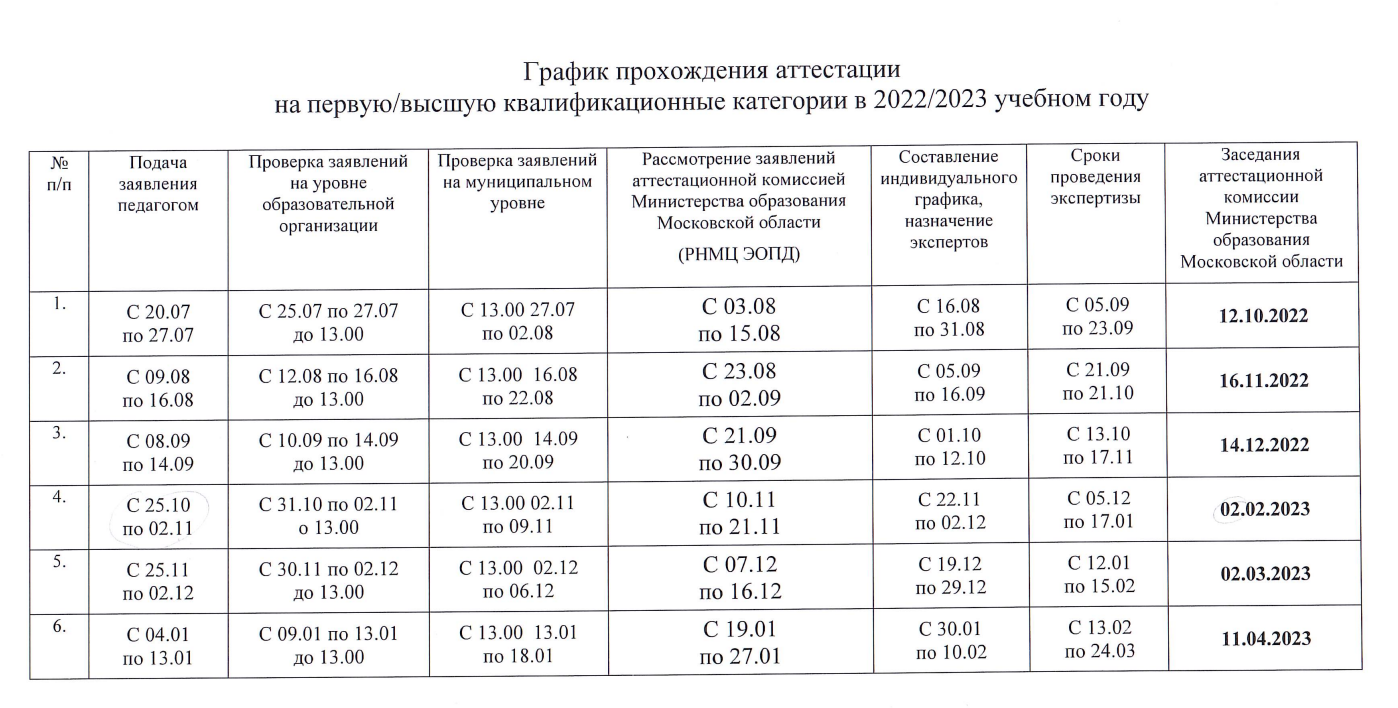 График прохождения аттестации
на первую/высшую квалификационные категории в 2022/2023 учебном году
№
п/п
Подача
заявления
педагогом
Проверка заявлений
на уровне
образовательной
организации
Проверка заявлений
на муниципальном
уровне
Рассмотрение заявлений
аттестационной комиссией
Министерства образования
Московской области
(РНМЦ ЭОПД)
Составление
индивидуального
графика,
назначение
экспертов
Сроки
проведения
экспертизы
Заседания
аттестационной
комиссии
Министерства
образования
Московской области
1.
С 20.07
по 27.07
С 25.07 по 27.07
до 13.00
С 13.00 27.07
по 02.08
С 03.08
по 15.08
С 16.08
по 31.08
С 05.09
по 23.09
12.10.2022
2.
С 09.08
по 16.08
С 12.08 по 16.08
до 13.00
С 13.00 16.08
по 22.08
С 23.08
по 02.09
С 05.09
по 16.09
С 21.09
по 21.10
16.11.2022
3.
С 08.09
по 14.09
С 10.09 по 14.09
до 13.00
С 13.00 14.09
по 20.09
С 21.09
по 30.09
С 01.10
по 12.10
С 13.10
по 17.11
14.12.2022
4.
С 25.10
по 02.11
С 31.10 по 02.11
о 13.00
С 13.00 02.11
по 09.11
С 10.11
по 21.11
С 22.11
по 02.12
С 05.12
по 17.01
02.02.2023
5.
С 25.11
по 02.12
С 30.11 по 02.12
до 13.00
С 13.00 02.12
по 06.12
С 07.12
по 16.12
С 19.12
по 29.12
С 12.01
по 15.02
02.03.2023
6.
С 04.01
по 13.01
С 09.01 по 13.01
до 13.00
С 13.00 13.01
по 18.01
С 19.01
по 27.01
С 30.01
по 10.02
С 13.02
по 24.03
11.04.2023